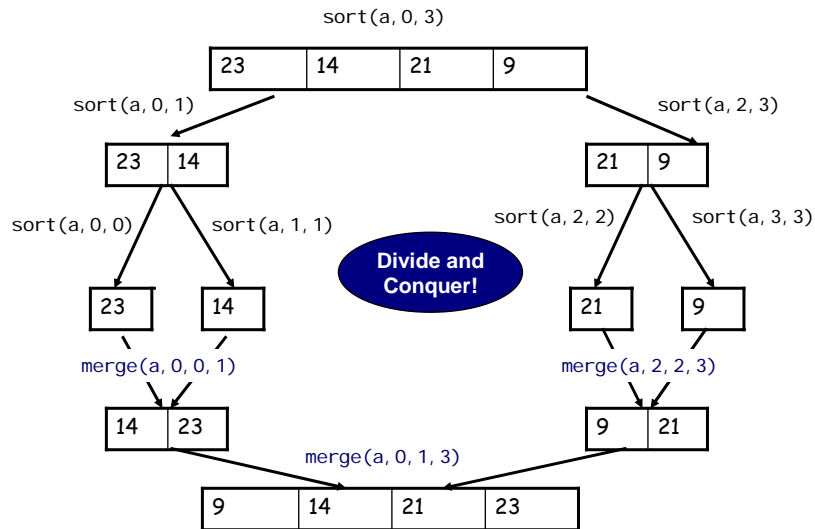 sort(a,0,3)
23 14 21 9
sort(a,0,1) sort(a,2,3)
23 14 21 9
sort(a,0,0) sort(a,1,1) sort(a,2,2) sort(a,3,3)
Divide and
Conquer!
23 14 21 9
merge(a,0,0,1) merge(a,2,2,3)
14 23 9 21
merge(a,0,1,3)
9 14 21 23